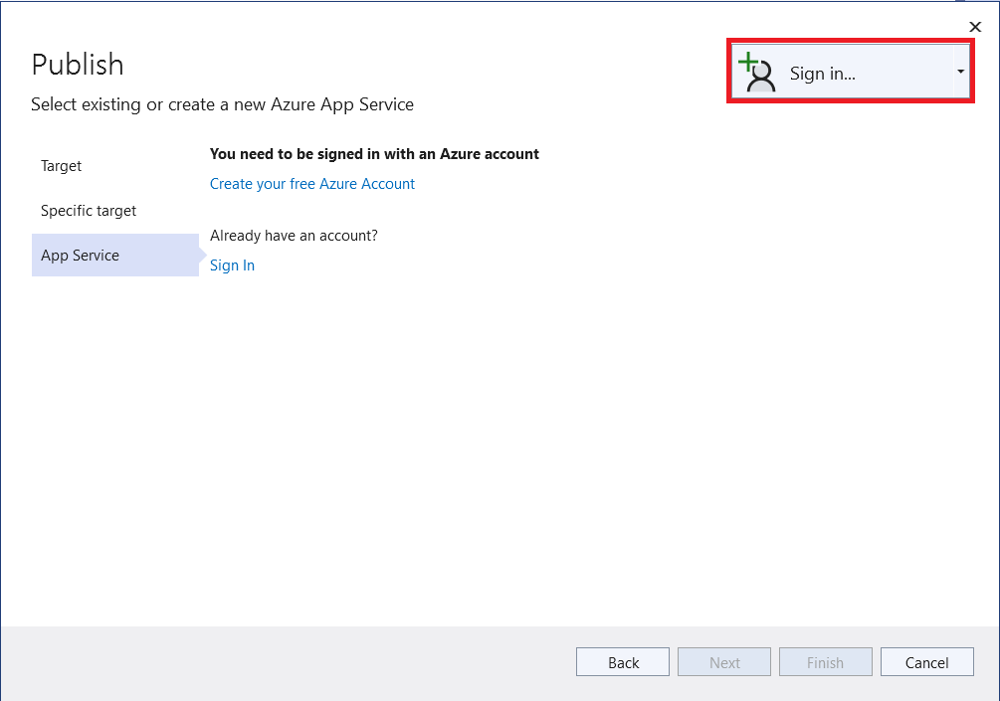 Publish
Sign in...
Select existing or create a new Azure App Service
Target
Specific target
App Service
You need to be signed in with an Azure account
Create your free Azure Account
Already have an account?
Sign In
Back
Next
Finish
Cancel